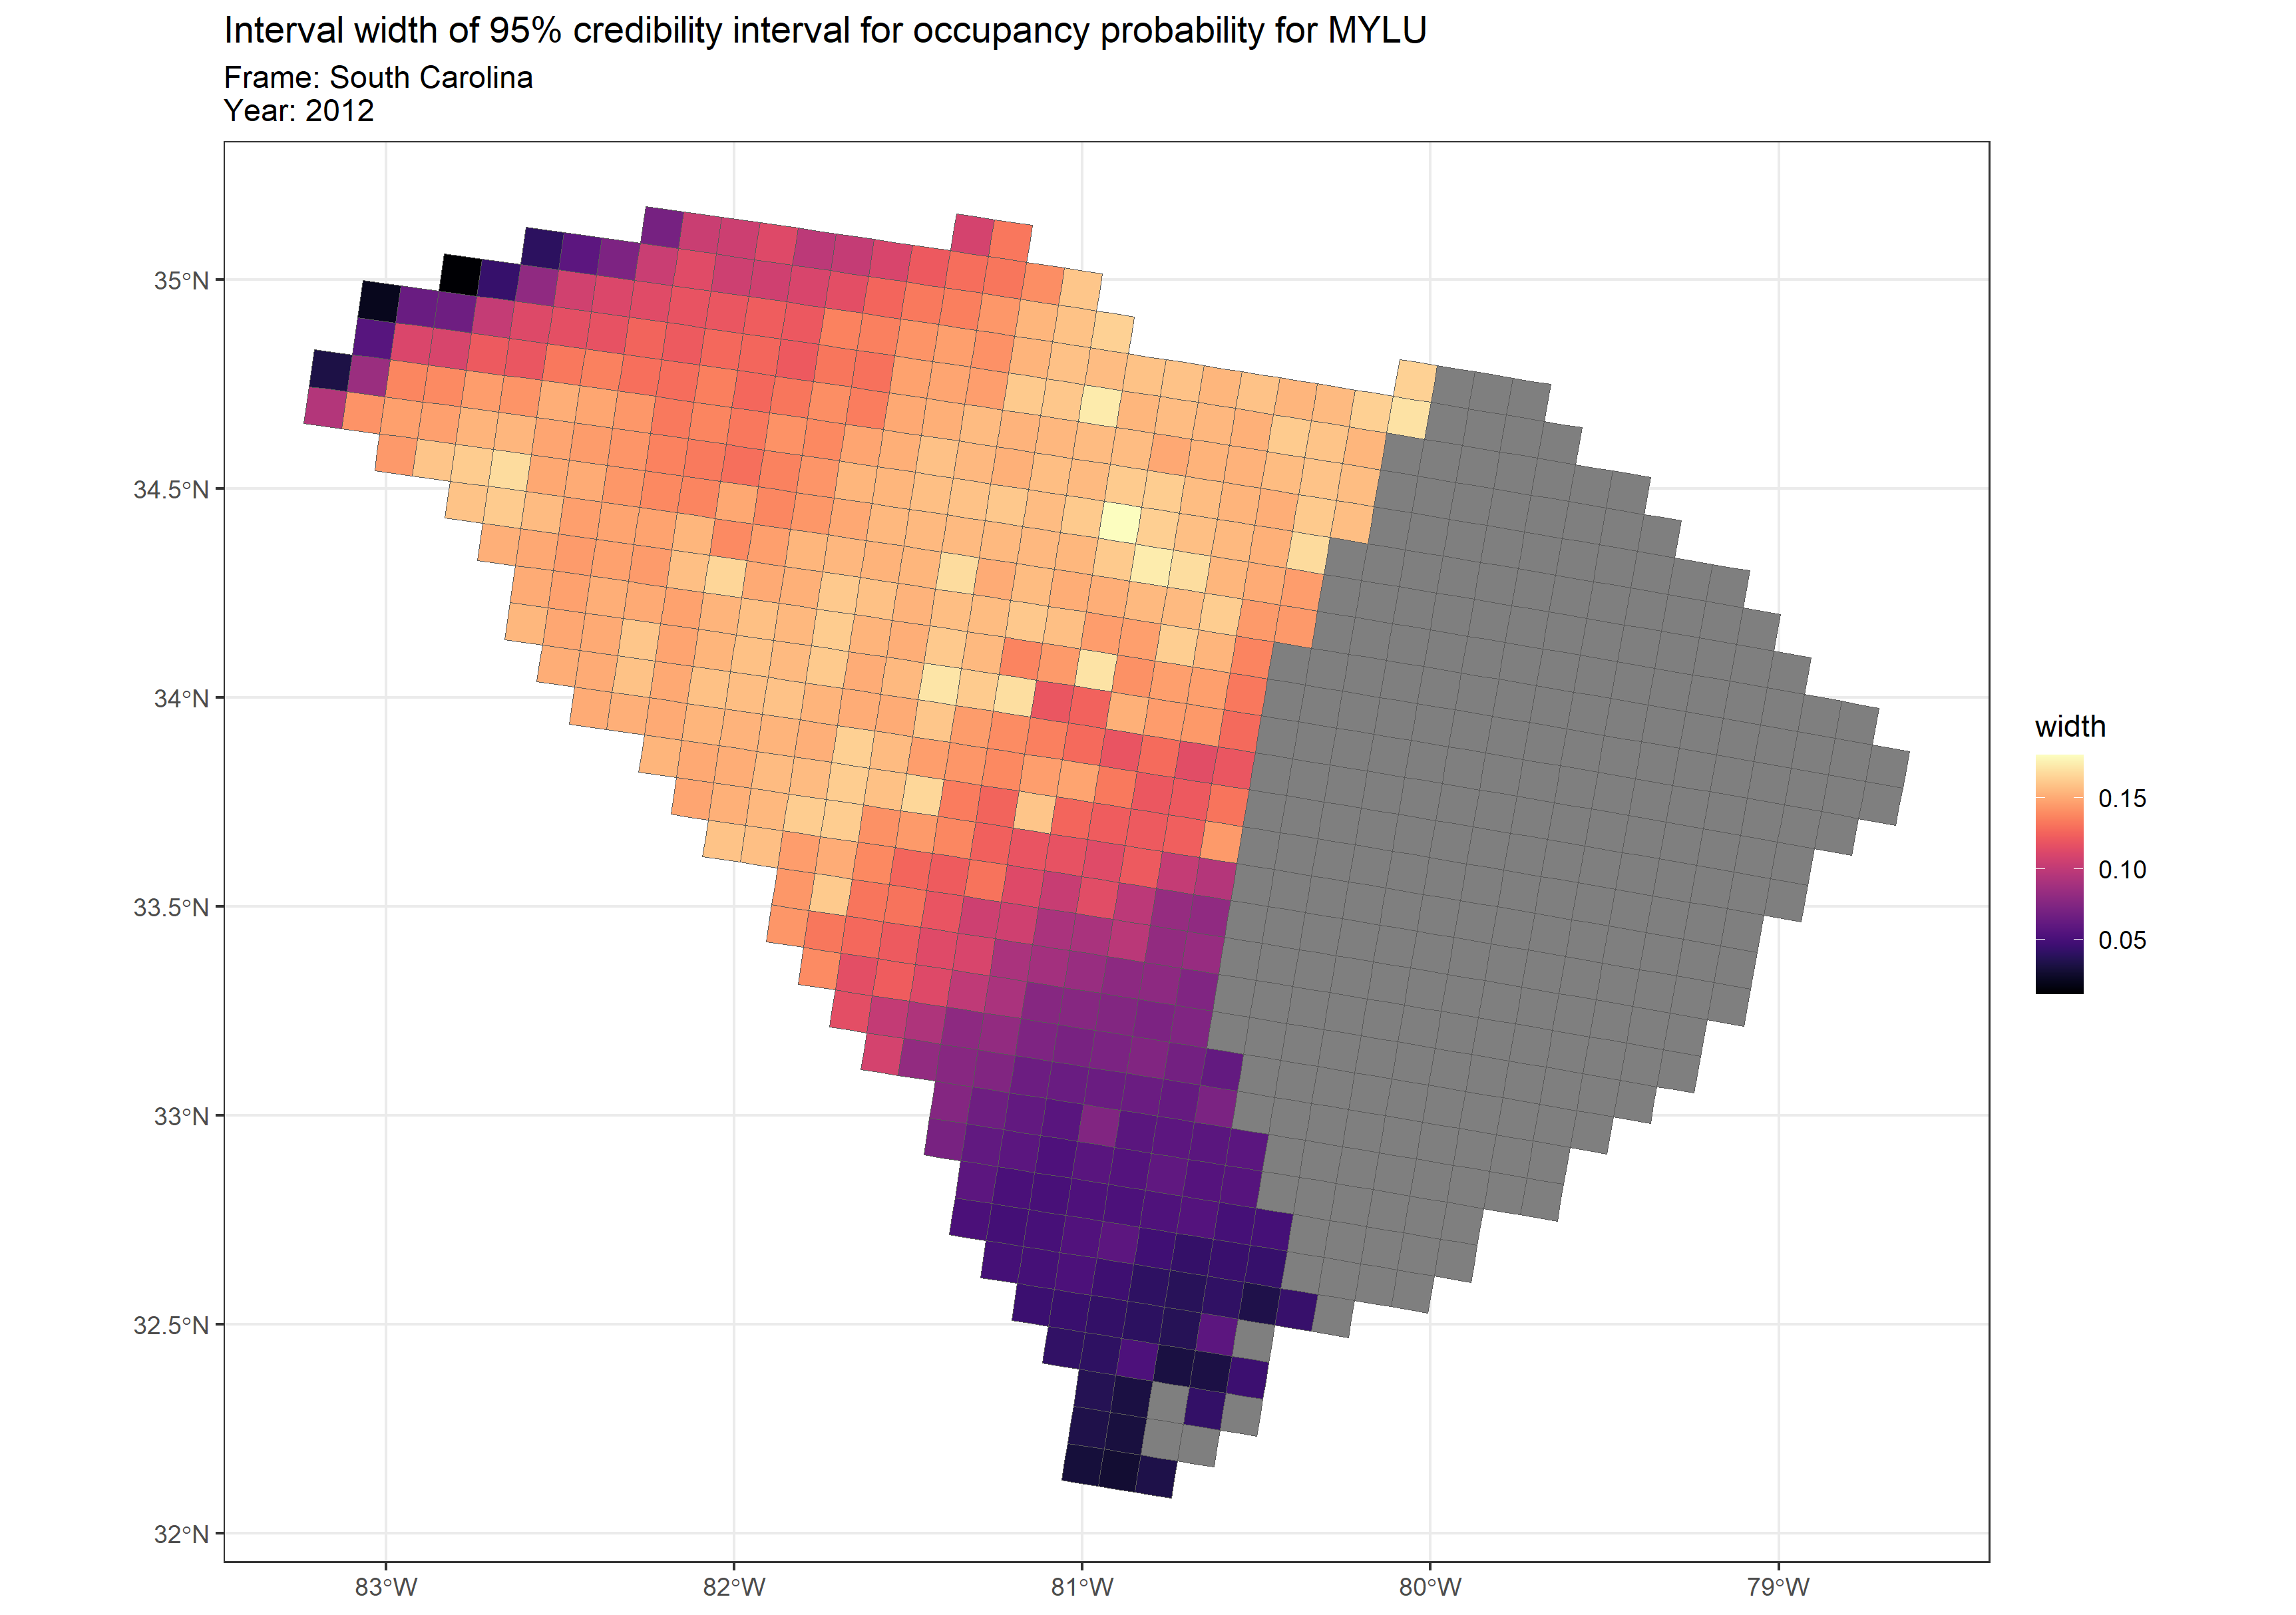 Interval width of 95% credibility interval for occupancy probability for MYLU
Frame: South Carolina
Year: 2012
35°N
34.5°N
34°N
33.5°N
33°N
32.5°N
32°N
83°W
82°W
81°W
80°W
79°W
width
0.15
0.10
0.05